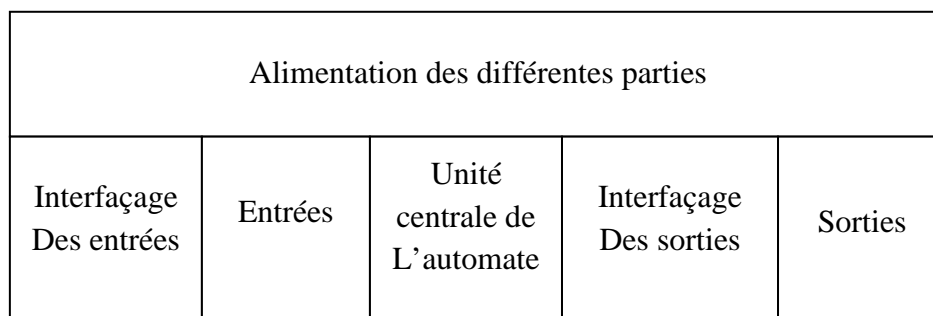 Alimentation des différentes parties
Interfaçage
Des entrées
Entrées
Unité
centrale de
L'automate
Interfaçage
Des sorties
Sorties